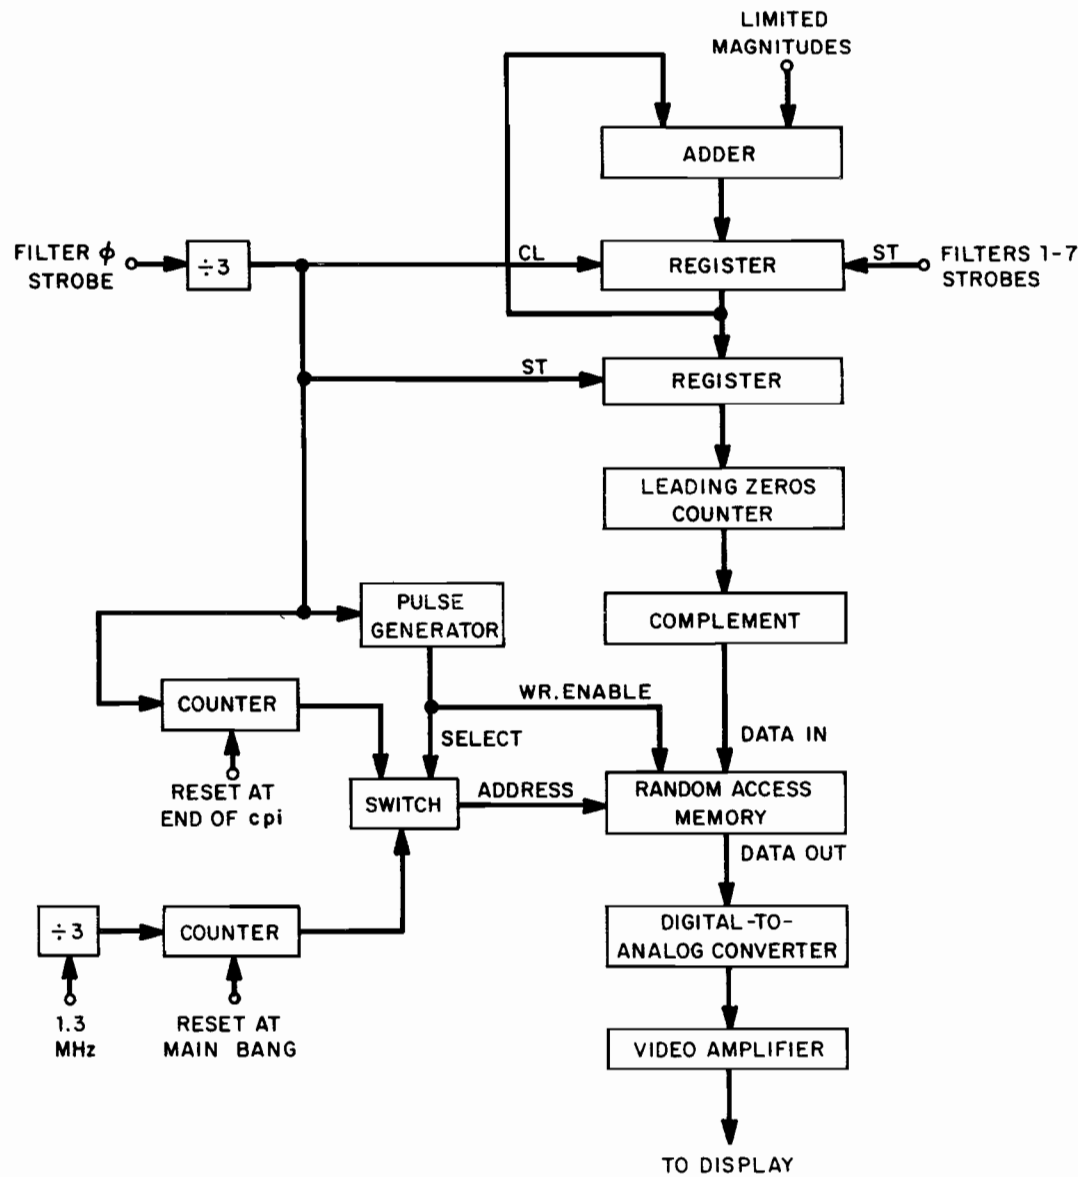 LIMITED
MAGNITUDES
ADDER
FILTER ϕ
STROBE
÷3
CL
REGISTER
ST
FILTERS 1-7
STROBES
ST
REGISTER
LEADING ZEROS
COUNTER
PULSE
GENERATOR
COMPLEMENT
COUNTER
WR. ENABLE
SELECT
DATA IN
RESET AT
END OF cpi
SWITCH
ADDRESS
RANDOM ACCESS
MEMORY
DATA OUT
÷3
COUNTER
DIGITAL-TO-
ANALOG CONVERTER
1.3
MHz
RESET AT
MAIN BANG
VIDEO AMPLIFIER
TO DISPLAY